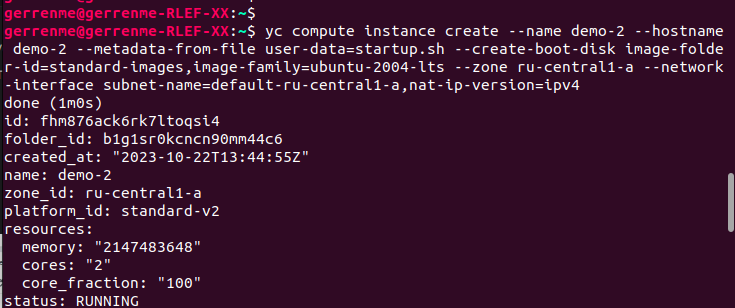 gerrenme@gerrenme-RLEF-XX:~$
gerrenme@gerrenme-RLEF-XX:~$ yc compute instance create --name demo-2 --hostname
demo-2 --metadata-from-file user-data=startup.sh --create-boot-disk image-folde
r-id=standard-images,image-family=ubuntu-2004-lts --zone ru-central1-a --network
-interface subnet-name=default-ru-central1-a,nat-ip-version=ipv4
done (1m0s)
id: fhm876ack6rk7ltoqsi4
folder_id: b1g1sr0kcncn90mm44c6
created_at: "2023-10-22T13:44:55Z"
name: demo-2
zone_id: ru-central1-a
platform_id: standard-v2
resources:
  memory: "2147483648"
  cores: "2"
  core_fraction: "100"
status: RUNNING